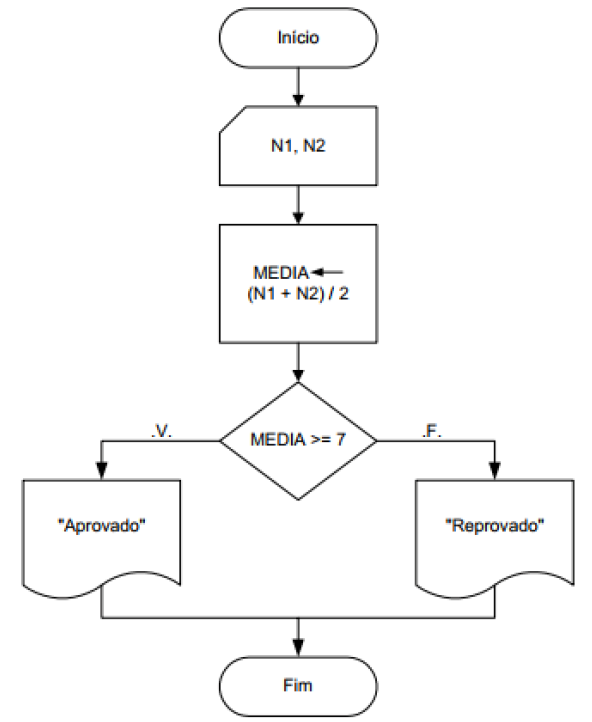 Início
N1, N2
MEDIA←
(N1 + N2) / 2
MEDIA >= 7
.V.
.F.
"Aprovado"
"Reprovado"
Fim